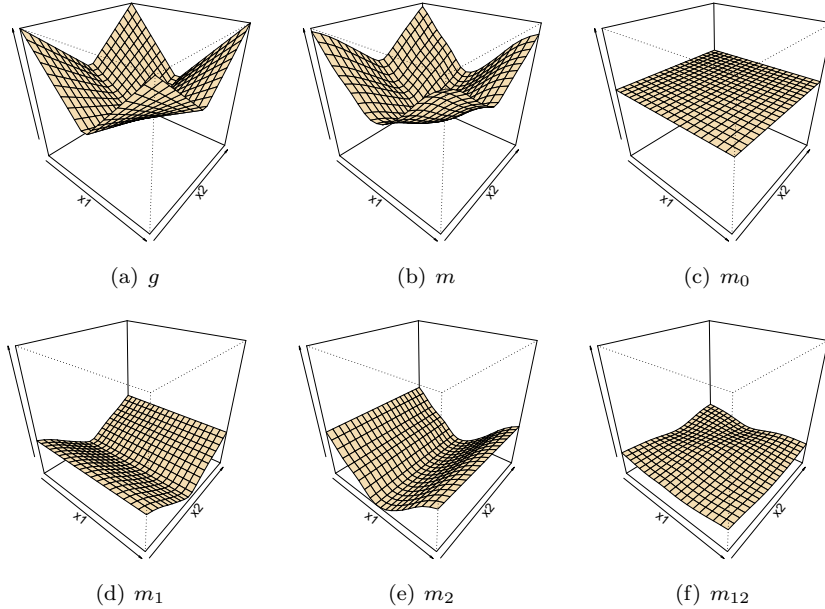 x1
x2
x1
x2
x1
x2
(a) g
(b) m
(c) m₀
x1
x2
x1
x2
x1
x2
(d) m₁
(e) m₂
(f) m₁₂